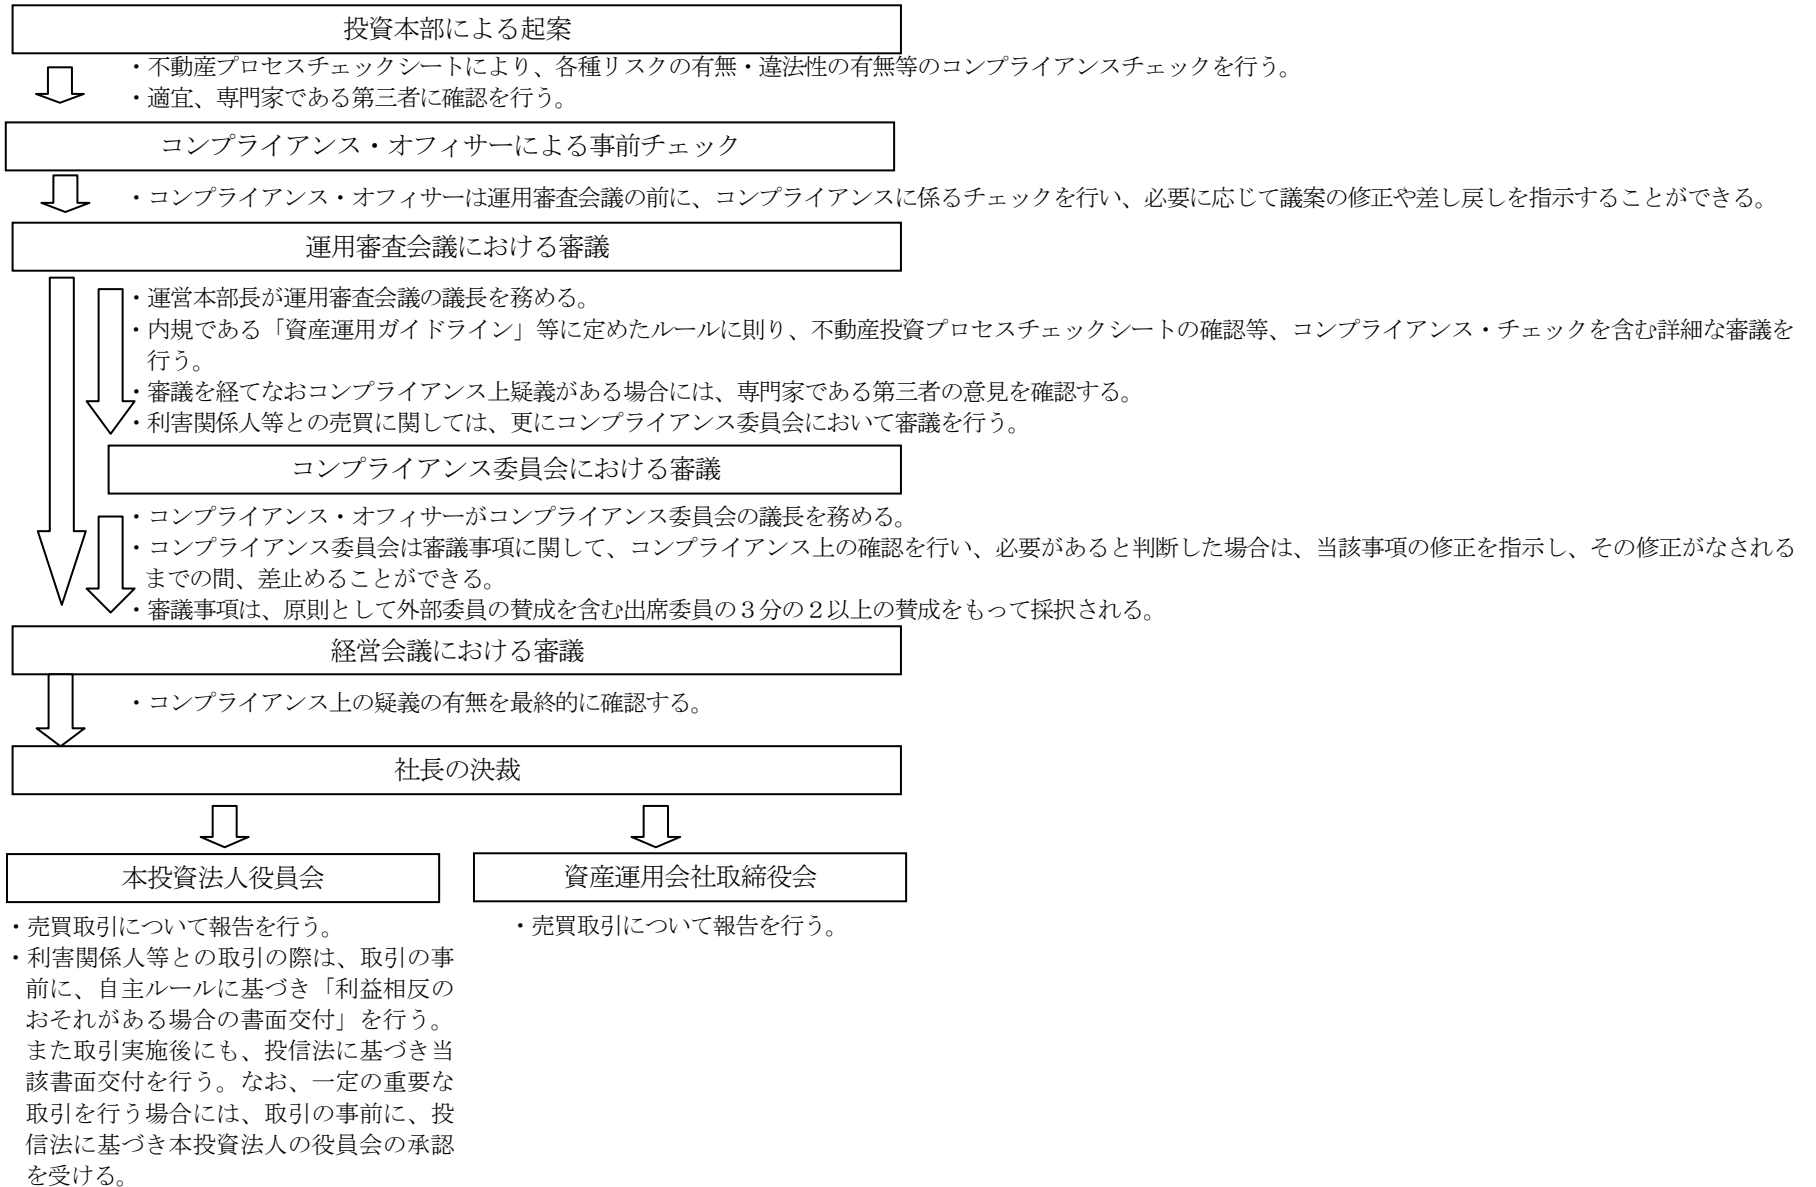 投資本部による起案
・不動産プロセスチェックシートにより、各種リスクの有無・違法性の有無等のコンプライアンスチェックを行う。
・適宜、専門家である第三者に確認を行う。
コンプライアンス・オフィサーによる事前チェック
・コンプライアンス・オフィサーは運用審査会議の前に、コンプライアンスに係るチェックを行い、必要に応じて議案の修正や差し戻しを指示することができる。
運用審査会議における審議
・運営本部長が運用審査会議の議長を務める。
・内規である「資産運用ガイドライン」等に定めたルールに則り、不動産投資プロセスチェックシートの確認等、コンプライアンス・チェックを含む詳細な審議を
行う。
・審議を経てなおコンプライアンス上疑義がある場合には、専門家である第三者の意見を確認する。
・利害関係人等との売買に関しては、更にコンプライアンス委員会において審議を行う。
コンプライアンス委員会における審議
・コンプライアンス・オフィサーがコンプライアンス委員会の議長を務める。
・コンプライアンス委員会は審議事項に関して、コンプライアンス上の確認を行い、必要があると判断した場合は、当該事項の修正を指示し、その修正がなされる
までの間、差止めることができる。
・審議事項は、原則として外部委員の賛成を含む出席委員の３分の２以上の賛成をもって採択される。
経営会議における審議
・コンプライアンス上の疑義の有無を最終的に確認する。
社長の決裁
本投資法人役員会
・売買取引について報告を行う。
・利害関係人等との取引の際は、取引の事
前に、自主ルールに基づき「利益相反の
おそれがある場合の書面交付」を行う。
また取引実施後にも、投信法に基づき当
該書面交付を行う。なお、一定の重要な
取引を行う場合には、取引の事前に、投
信法に基づき本投資法人の役員会の承認
を受ける。
資産運用会社取締役会
・売買取引について報告を行う。